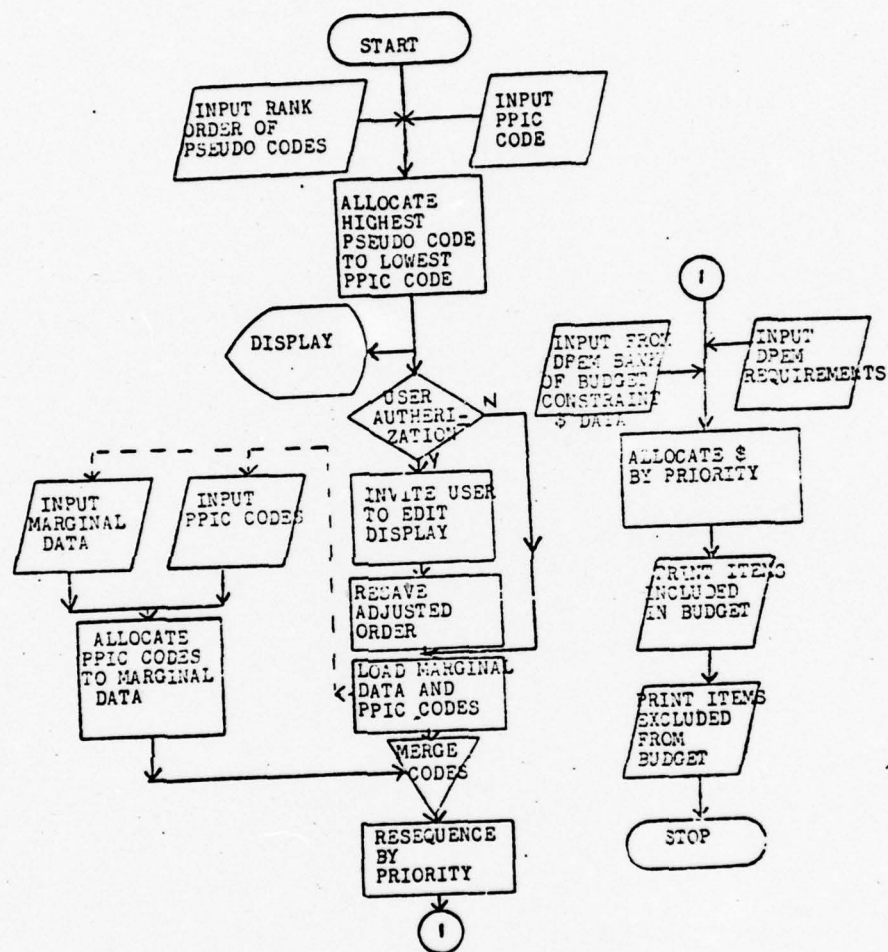 START
INPUT RANK
ORDER OF
PSEUDO CODES
INPUT
PPIC
CODE
ALLOCATE
HIGHEST
PSEUDO CODE
TO LOWEST
PPIC CODE
DISPLAY
USER
AUTHERI-
ZATION
N
Y
INVITE USER
TO EDIT
DISPLAY
RESAVE
ADJUSTED
ORDER
INPUT
MARGINAL
DATA
INPUT
PPIC CODES
ALLOCATE
PPIC CODES
TO MARGINAL
DATA
LOAD MARGINAL
DATA AND
PPIC CODES
MERGE
CODES
RESEQUENCE
BY
PRIORITY
1
1
INPUT FROM
DPEM BANK
OF BUDGET
CONSTRAINT
$ DATA
INPUT
DPEM
REQUIREMENTS
ALLOCATE $
BY PRIORITY
PRINT ITEMS
INCLUDED
IN BUDGET
PRINT ITEMS
EXCLUDED
FROM
BUDGET
STOP